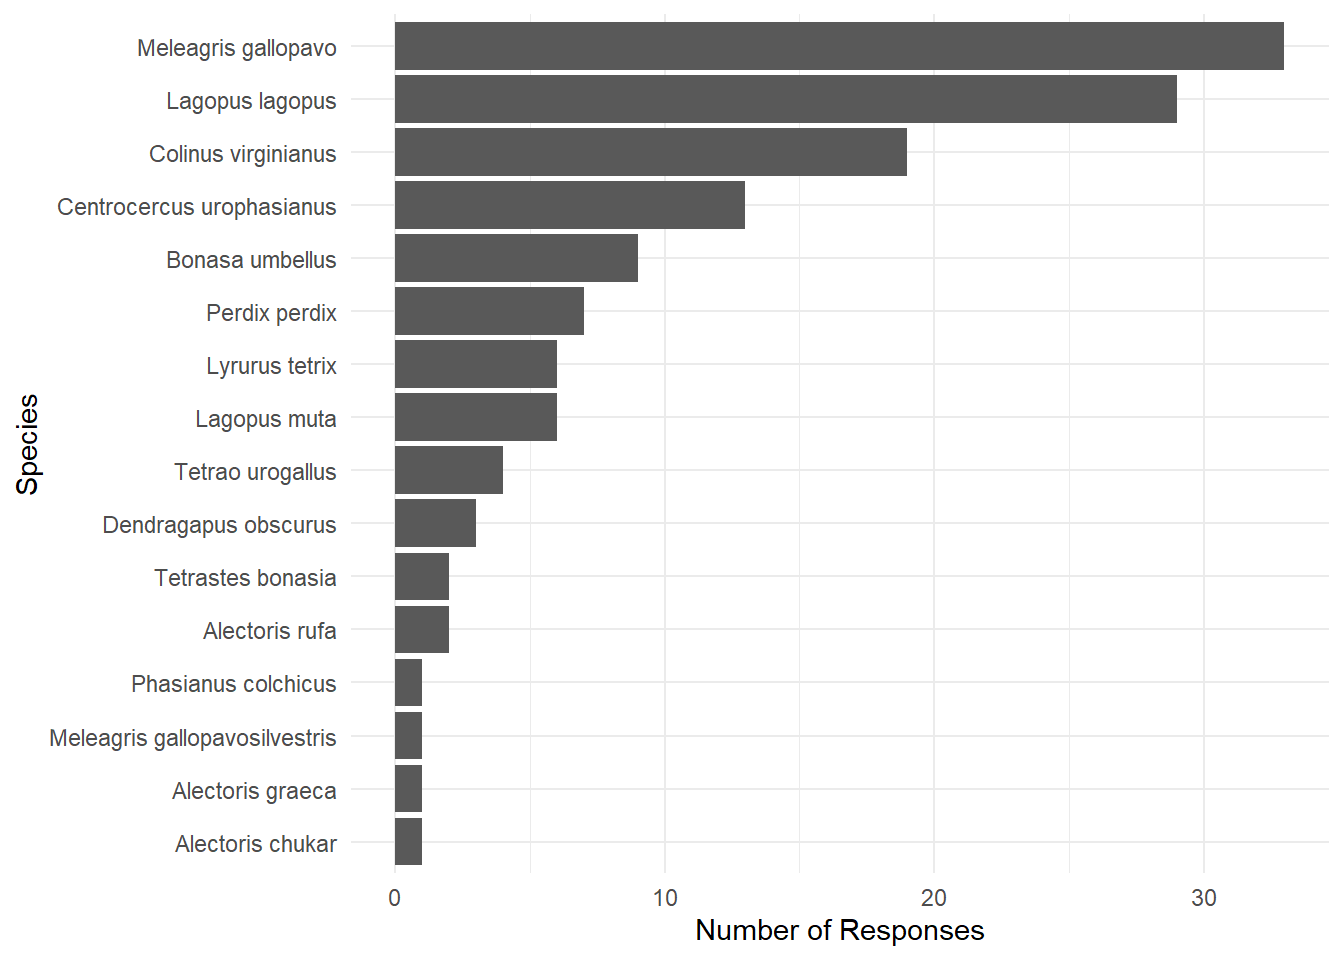 Meleagris gallopavo
Lagopus lagopus
Colinus virginianus
Centrocercus urophasianus
Bonasa umbellus
Perdix perdix
Lyrurus tetrix
Lagopus muta
Tetrao urogallus
Dendragapus obscurus
Tetrastes bonasia
Alectoris rufa
Phasianus colchicus
Meleagris gallopavosilvestris
Alectoris graeca
Alectoris chukar
Species
0 10 20 30
Number of Responses